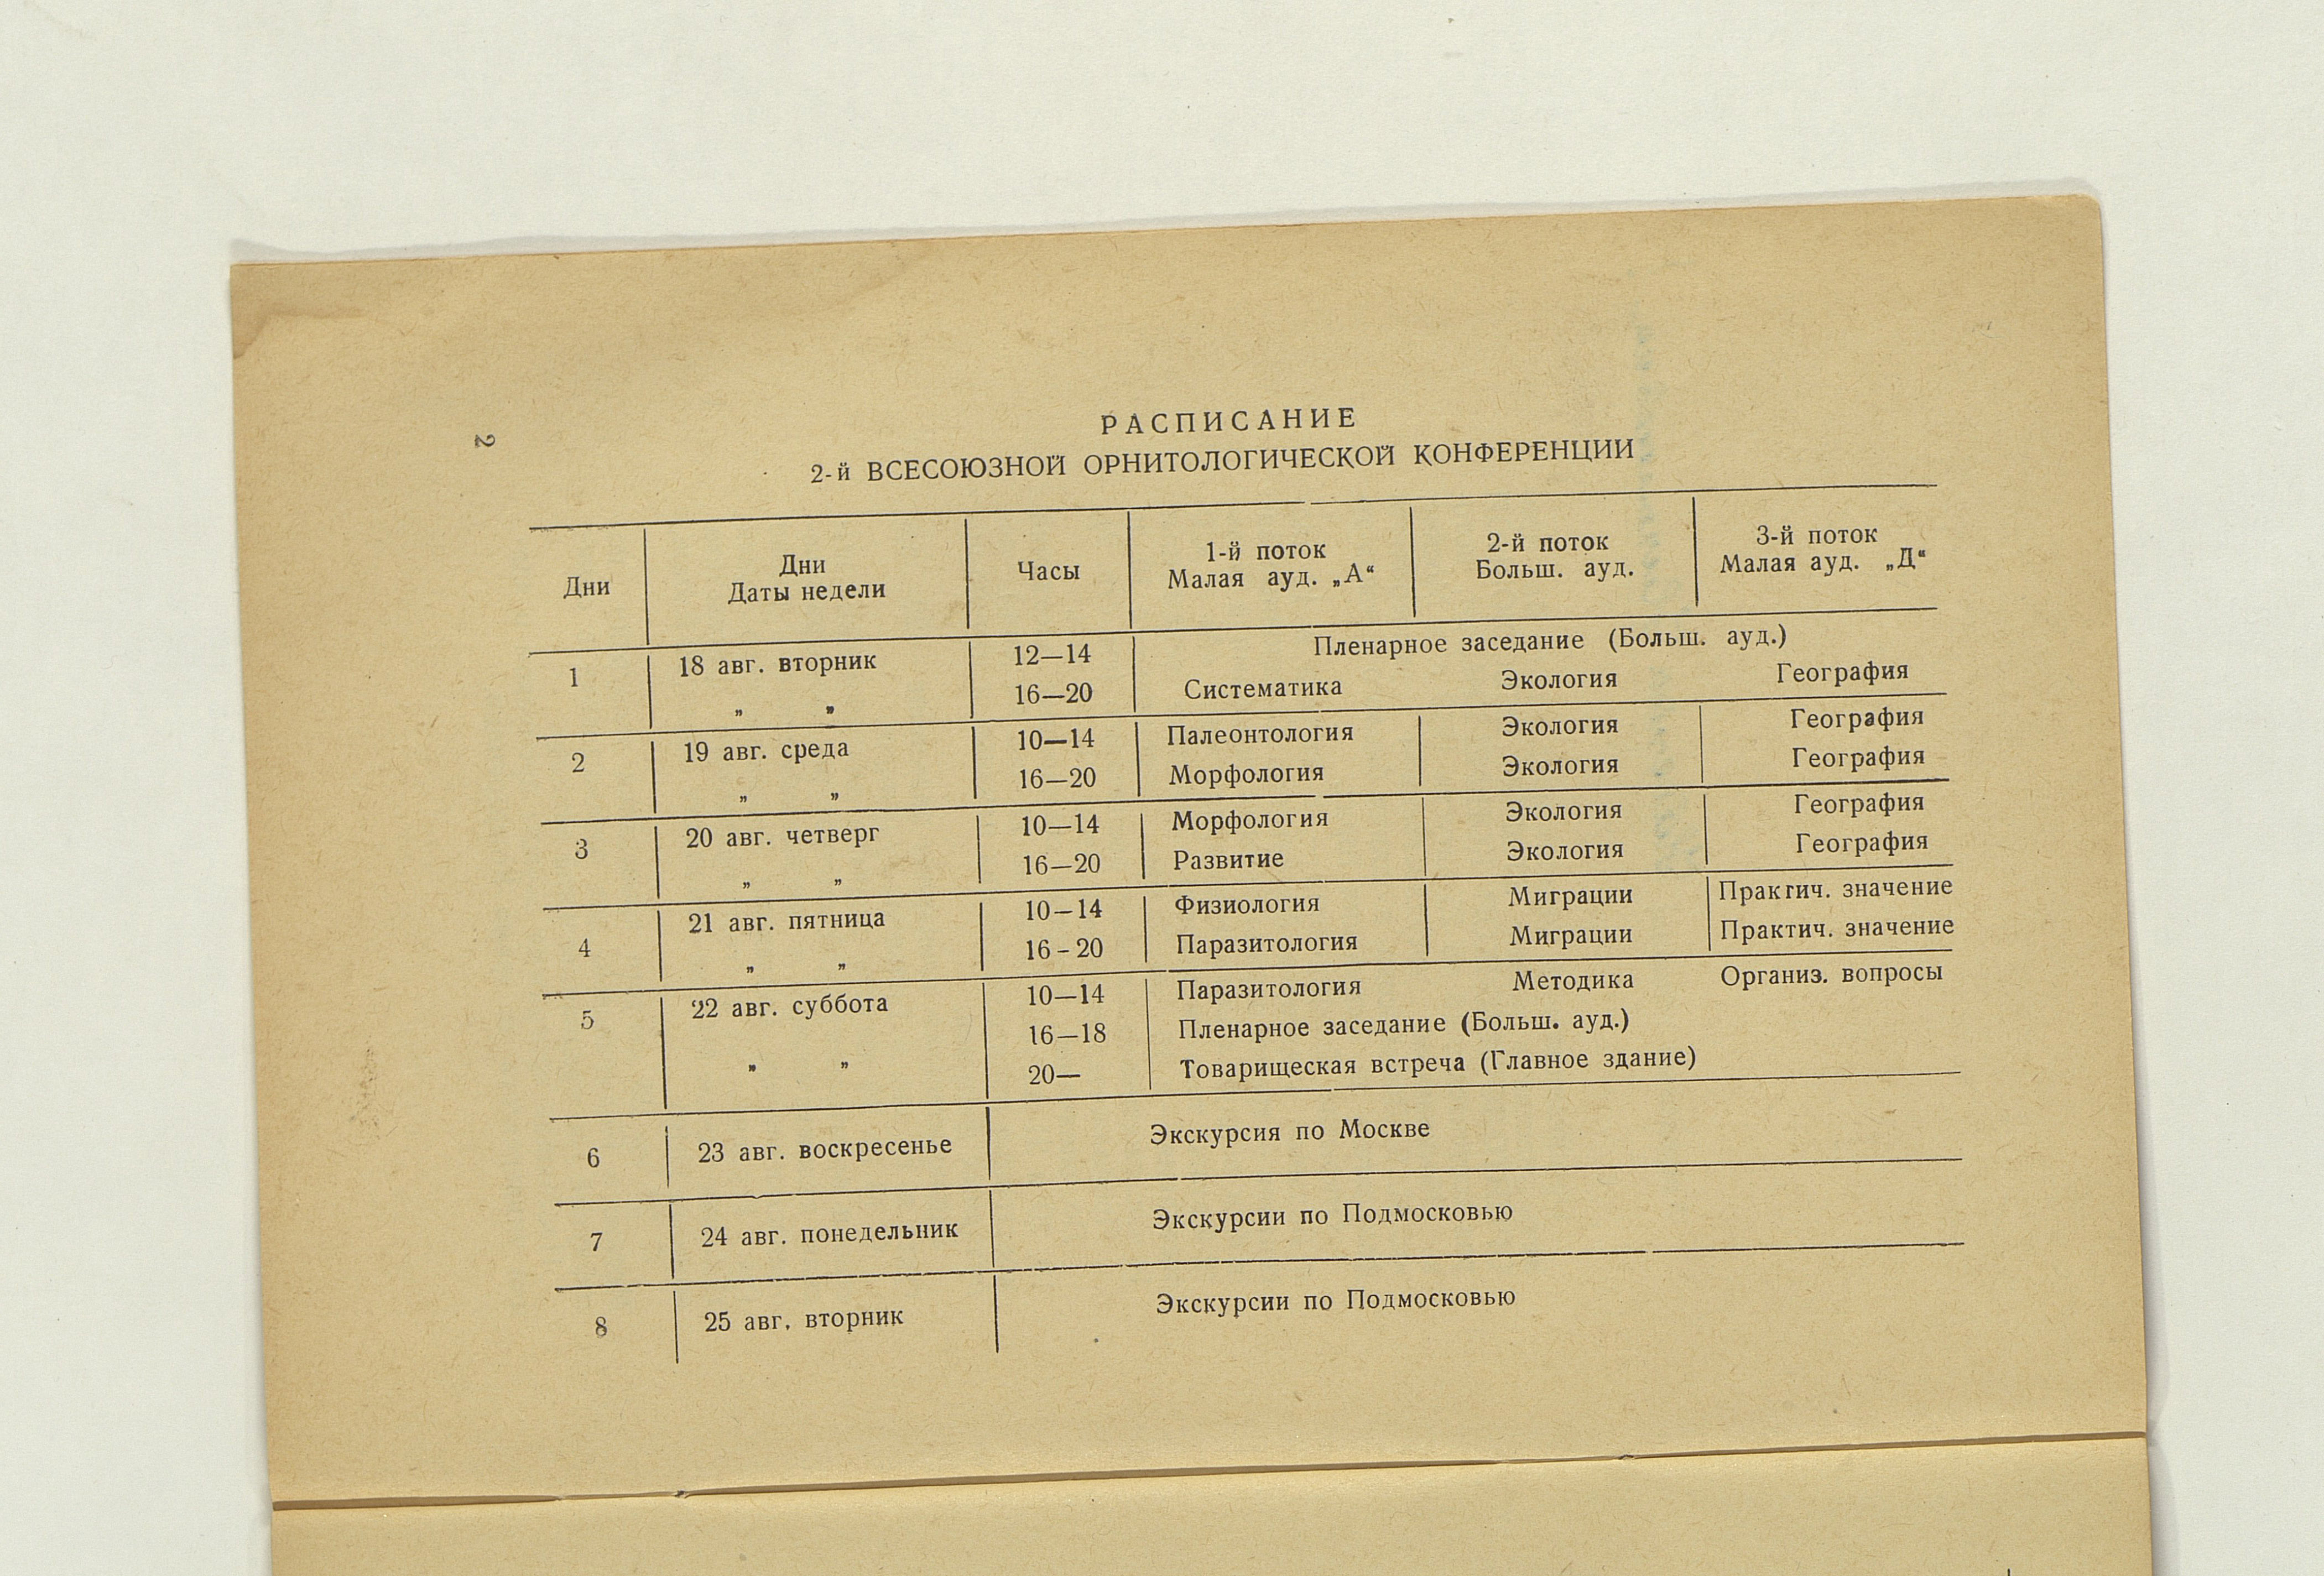 2
РАСПИСАНИЕ
2-й ВСЕСОЮЗНОЙ ОРНИТОЛОГИЧЕСКОЙ КОНФЕРЕНЦИИ
Дни
Дни
Даты недели
Часы
1-й поток
Малая ауд. „А“
2-й поток
Больш. ауд.
3-й поток
Малая ауд. „Д“
1 18 авг. вторник 12—14 Пленарное заседание (Больш. ауд.)
„ „ 16—20 Систематика Экология География
2 19 авг. среда 10—14 Палеонтология Экология География
„ „ 16—20 Морфология Экология География
3 20 авг. четверг 10—14 Морфология Экология География
„ „ 16—20 Развитие Экология География
4 21 авг. пятница 10—14 Физиология Миграции Практич. значение
„ „ 16-20 Паразитология Миграции Практич. значение
5 22 авг. суббота 10—14 Паразитология Методика Организ. вопросы
16—18 Пленарное заседание (Больш. ауд.)
„ „ 20— Товарищеская встреча (Главное здание)
6 23 авг. воскресенье Экскурсия по Москве
7 24 авг. понедельник Экскурсии по Подмосковью
8 25 авг. вторник Экскурсии по Подмосковью